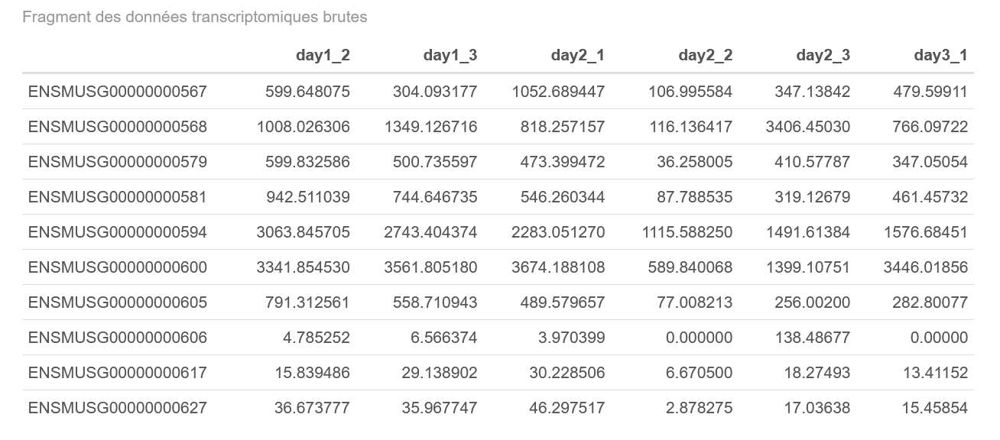 Fragment des données transcriptomiques brutes
day1_2 day1_3 day2_1 day2_2 day2_3 day3_1
ENSMUSG00000000567 599.648075 304.093177 1052.689447 106.995584 347.13842 479.59911
ENSMUSG00000000568 1008.026306 1349.126716 818.257157 116.136417 3406.45030 766.09722
ENSMUSG00000000579 599.832586 500.735597 473.399472 36.258005 410.57787 347.05054
ENSMUSG00000000581 942.511039 744.646735 546.260344 87.788535 319.12679 461.45732
ENSMUSG00000000594 3063.845705 2743.404374 2283.051270 1115.588250 1491.61384 1576.68451
ENSMUSG00000000600 3341.854530 3561.805180 3674.188108 589.840068 1399.10751 3446.01856
ENSMUSG00000000605 791.312561 558.710943 489.579657 77.008213 256.00200 282.80077
ENSMUSG00000000606 4.785252 6.566374 3.970399 0.000000 138.48677 0.00000
ENSMUSG00000000617 15.839486 29.138902 30.228506 6.670500 18.27493 13.41152
ENSMUSG00000000627 36.673777 35.967747 46.297517 2.878275 17.03638 15.45854